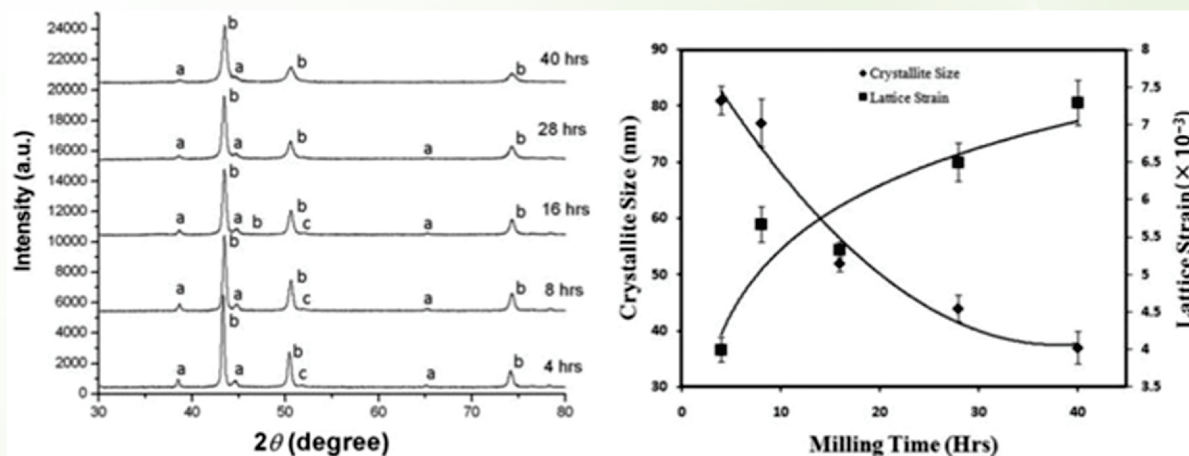 24000
22000
20000
18000
16000
14000
12000
10000
8000
6000
4000
2000
0
Intensity (a.u.)
b
a a b b 40 hrs
b
a a b a b 28 hrs
b
a a b b c a b 16 hrs
b
a a b c a b 8 hrs
b
a a b c a b 4 hrs
30 40 50 60 70 80
2θ (degree)
90
80
70
60
50
40
30
Crystallite Size (nm)
Crystallite Size
Lattice Strain
8
7.5
7
6.5
6
5.5
5
4.5
4
3.5
Lattice Strain(×10⁻³)
0 10 20 30 40
Milling Time (Hrs)